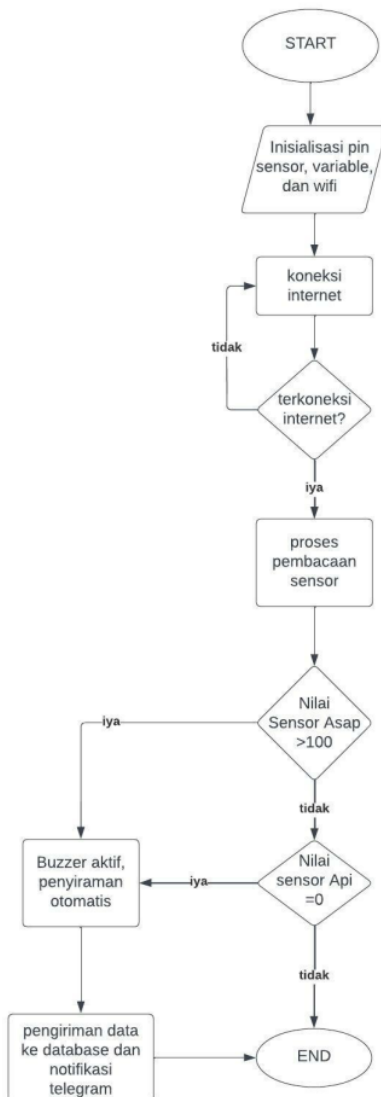 START
Inisialisasi pin
sensor, variable,
dan wifi
koneksi
internet
tidak
terkoneksi
internet?
iya
proses
pembacaan
sensor
Nilai
Sensor Asap
>100
iya
tidak
Buzzer aktif,
penyiraman
otomatis
iya
Nilai
sensor Api
=0
tidak
pengiriman data
ke database dan
notifikasi
telegram
END